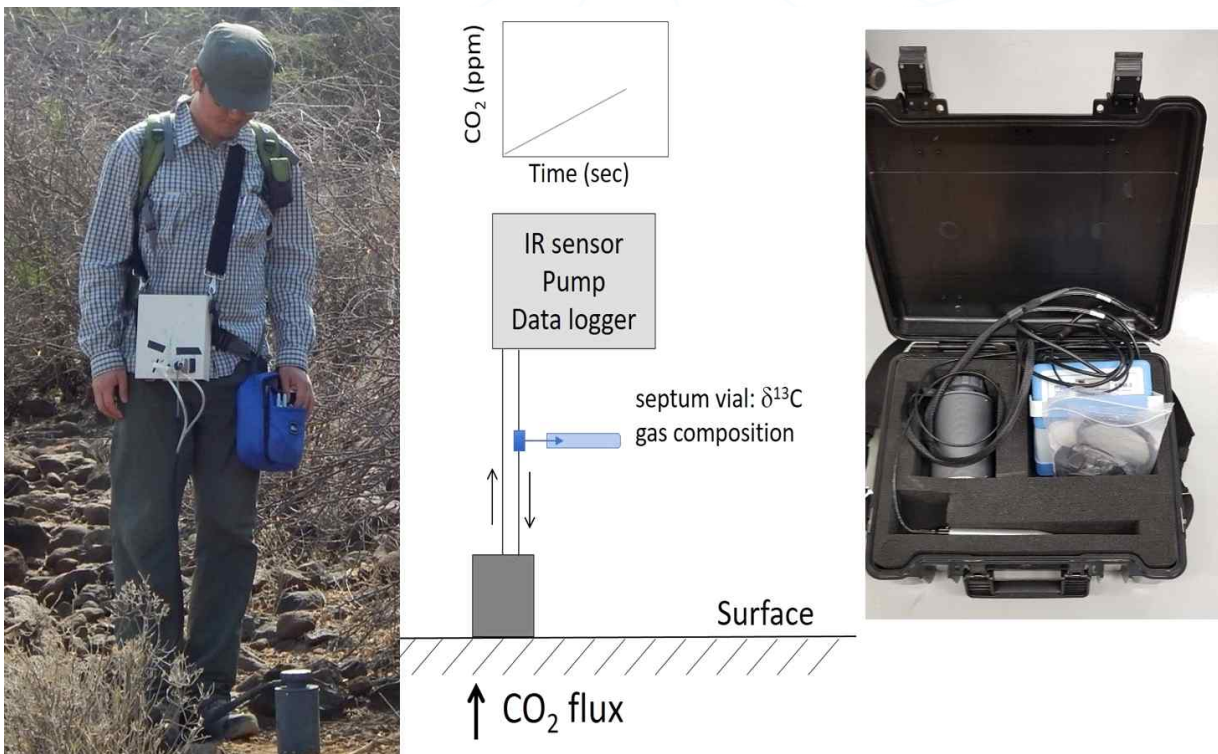 CO₂ (ppm)
Time (sec)
IR sensor
Pump
Data logger
septum vial: δ¹³C
gas composition
Surface
CO₂ flux